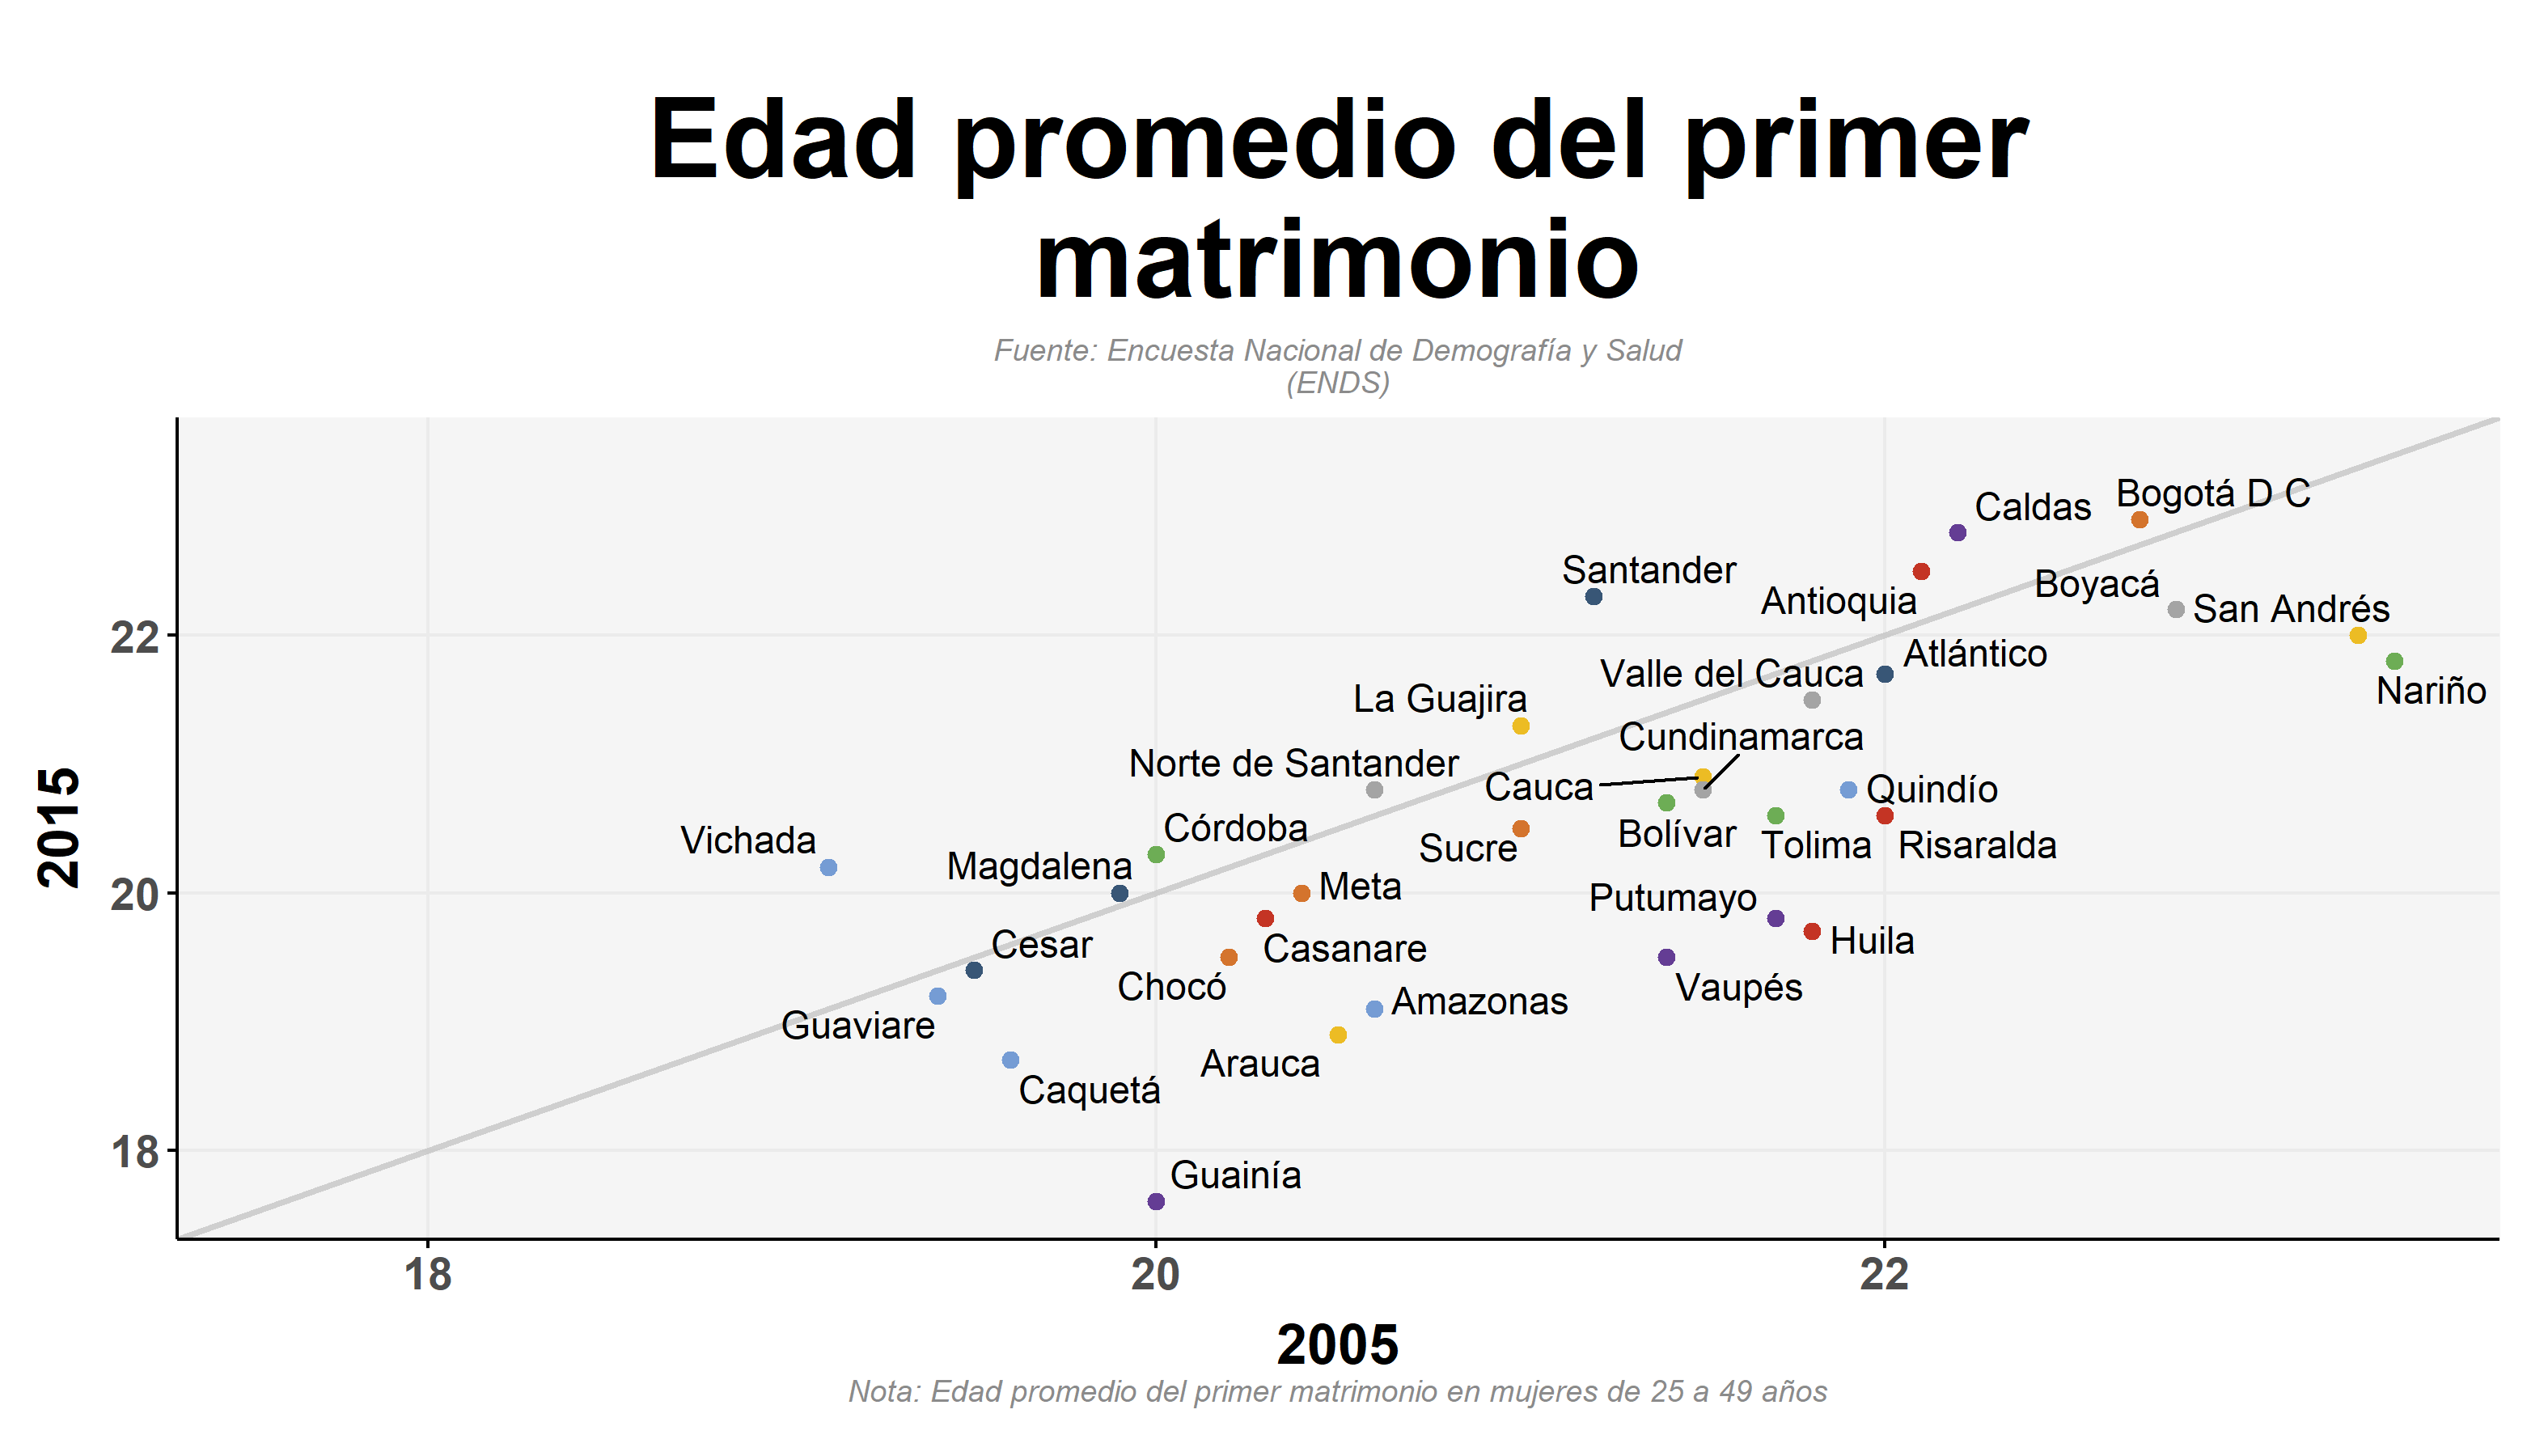 Edad promedio del primer
matrimonio
Fuente: Encuesta Nacional de Demografía y Salud
(ENDS)
Bogotá D C
Caldas
Santander
Boyacá
Antioquia
San Andrés
22
Atlántico
Valle del Cauca
Nariño
La Guajira
Cundinamarca
Norte de Santander
Cauca
Quindío
2015
Córdoba
Bolívar
Vichada
Sucre
Tolima
Risaralda
Magdalena
20
Meta
Putumayo
Cesar
Casanare
Huila
Chocó
Vaupés
Amazonas
Guaviare
Arauca
Caquetá
18
Guainía
18
20
22
2005
Nota: Edad promedio del primer matrimonio en mujeres de 25 a 49 años